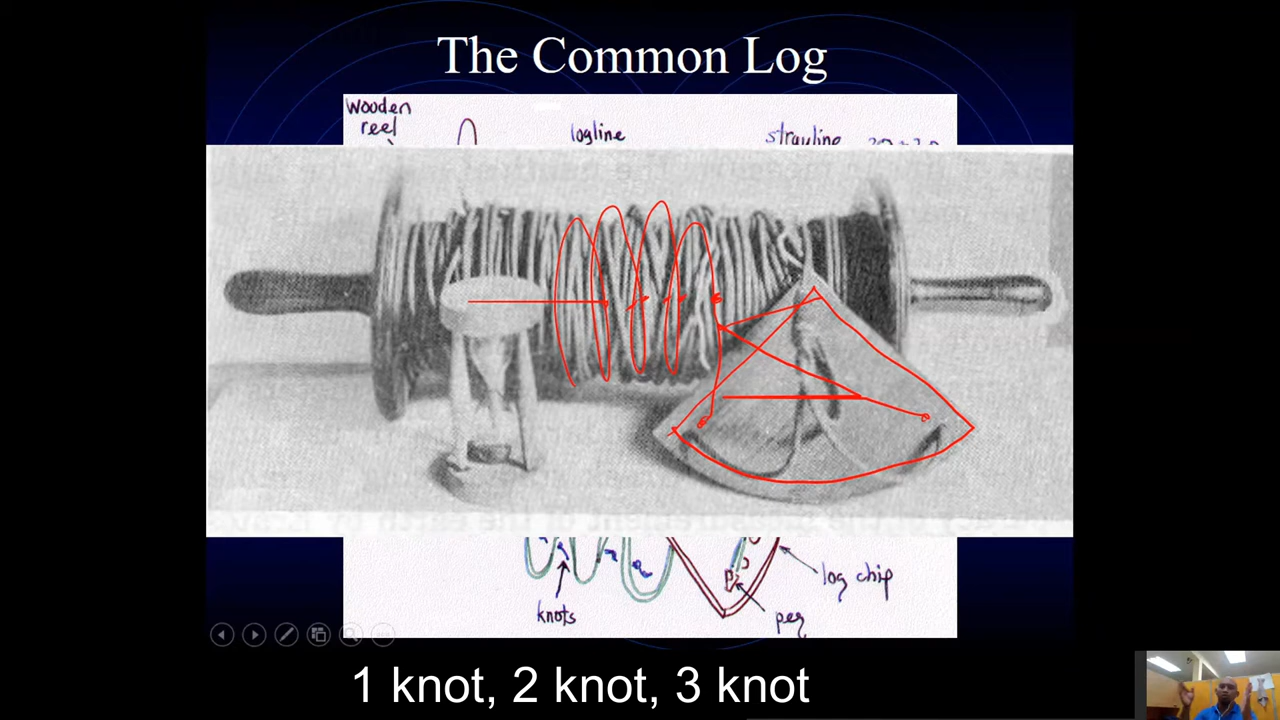 The Common Log
wooden
reel
logline
strayline
log chip
knots
peg
1 knot, 2 knot, 3 knot